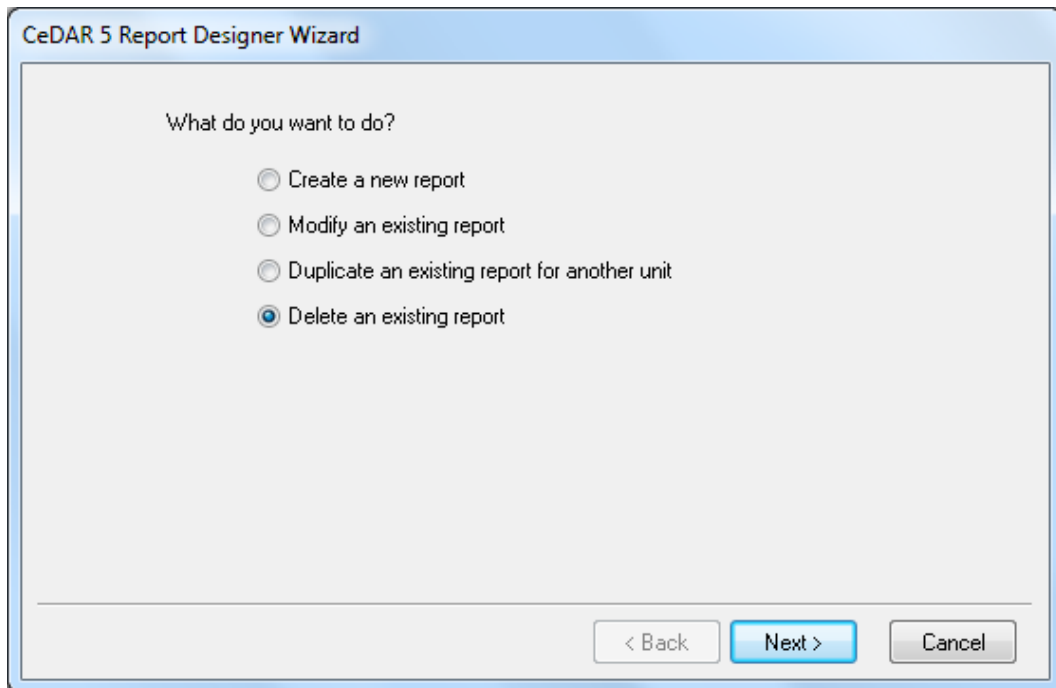 CeDAR 5 Report Designer Wizard
What do you want to do?
Create a new report
Modify an existing report
Duplicate an existing report for another unit
Delete an existing report
< Back Next > Cancel